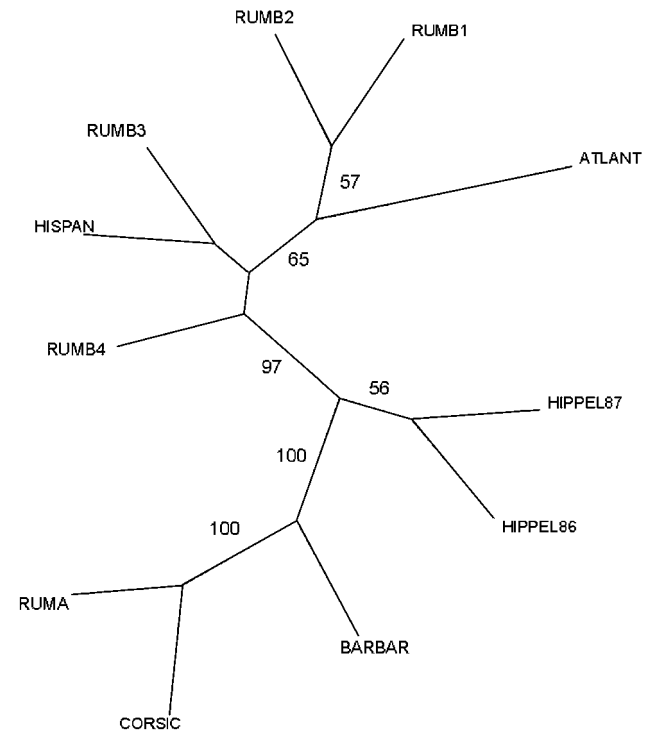 RUMB2
RUMB1
RUMB3
ATLANT
57
HISPAN
65
RUMB4
97
56
HIPPEL87
100
HIPPEL86
100
RUMA
BARBAR
CORSIC